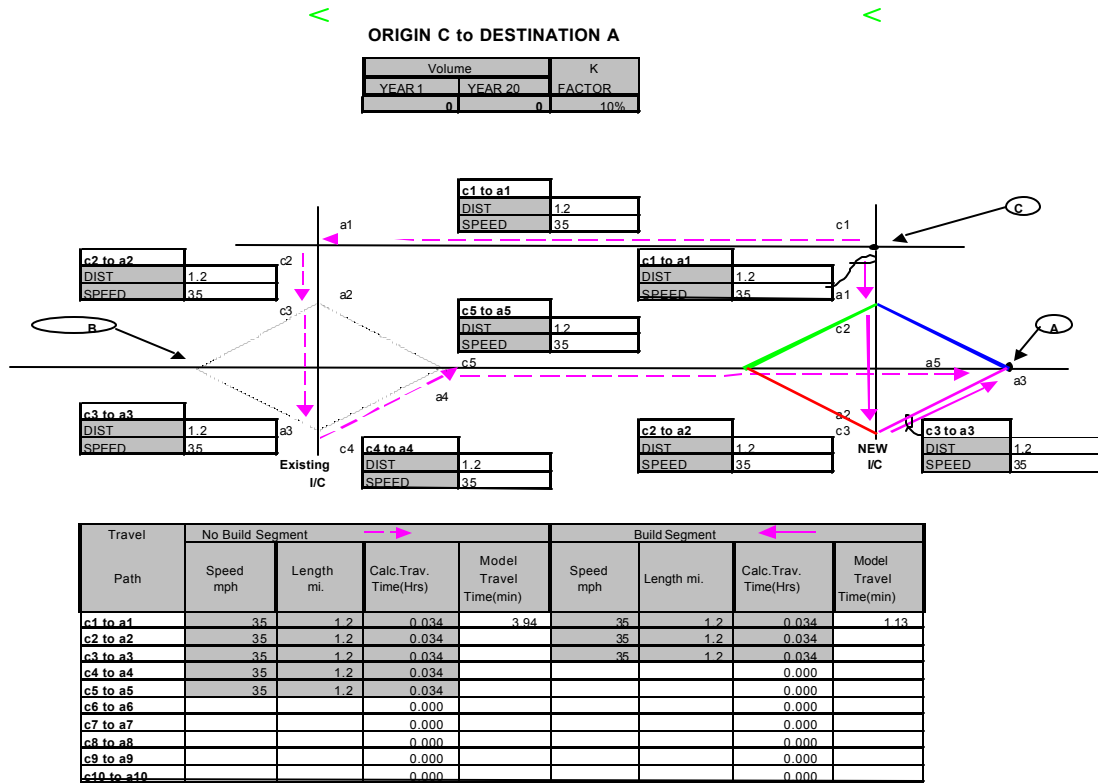 ORIGIN C to DESTINATION A
Volume K
YEAR 1 YEAR 20 FACTOR
0 0 10%
c1 to a1
DIST 1.2
SPEED 35
a1 c1 C
c2 to a2 c2 c1 to a1
DIST 1.2 DIST 1.2
SPEED 35 SPEED 35 a1
c3 a2
c5 to a5 c2
B DIST 1.2 A
SPEED 35
c5 a5
a4 a3
c3 to a3 a2
DIST 1.2 a3 c2 to a2 c3 c3 to a3
SPEED 35 c4 c4 to a4 DIST 1.2 NEW DIST 1.2
Existing DIST 1.2 SPEED 35 I/C SPEED 35
I/C SPEED 35
Travel No Build Segment Build Segment
Path Speed mph Length mi. Calc.Trav. Time(Hrs) Model Travel Time(min) Speed mph Length mi. Calc.Trav. Time(Hrs) Model Travel Time(min)
c1 to a1 35 1.2 0.034 3.94 35 1.2 0.034 1.13
c2 to a2 35 1.2 0.034 35 1.2 0.034
c3 to a3 35 1.2 0.034 35 1.2 0.034
c4 to a4 35 1.2 0.034 0.000
c5 to a5 35 1.2 0.034 0.000
c6 to a6 0.000 0.000
c7 to a7 0.000 0.000
c8 to a8 0.000 0.000
c9 to a9 0.000 0.000
c10 to a10 0.000 0.000